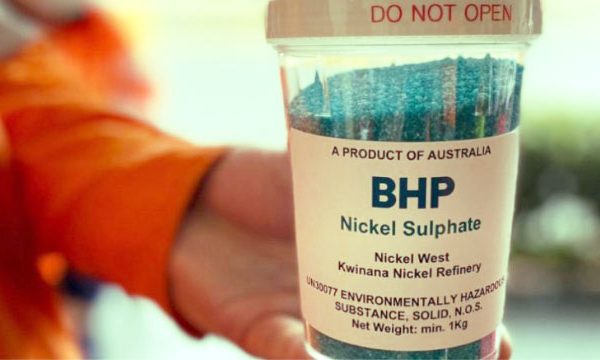 DO NOT OPEN
A PRODUCT OF AUSTRALIA
BHP
Nickel Sulphate
Nickel West
Kwinana Nickel Refinery
UN30077 ENVIRONMENTALLY HAZARDOUS
SUBSTANCE, SOLID, N.O.S.
Net Weight: min. 1Kg